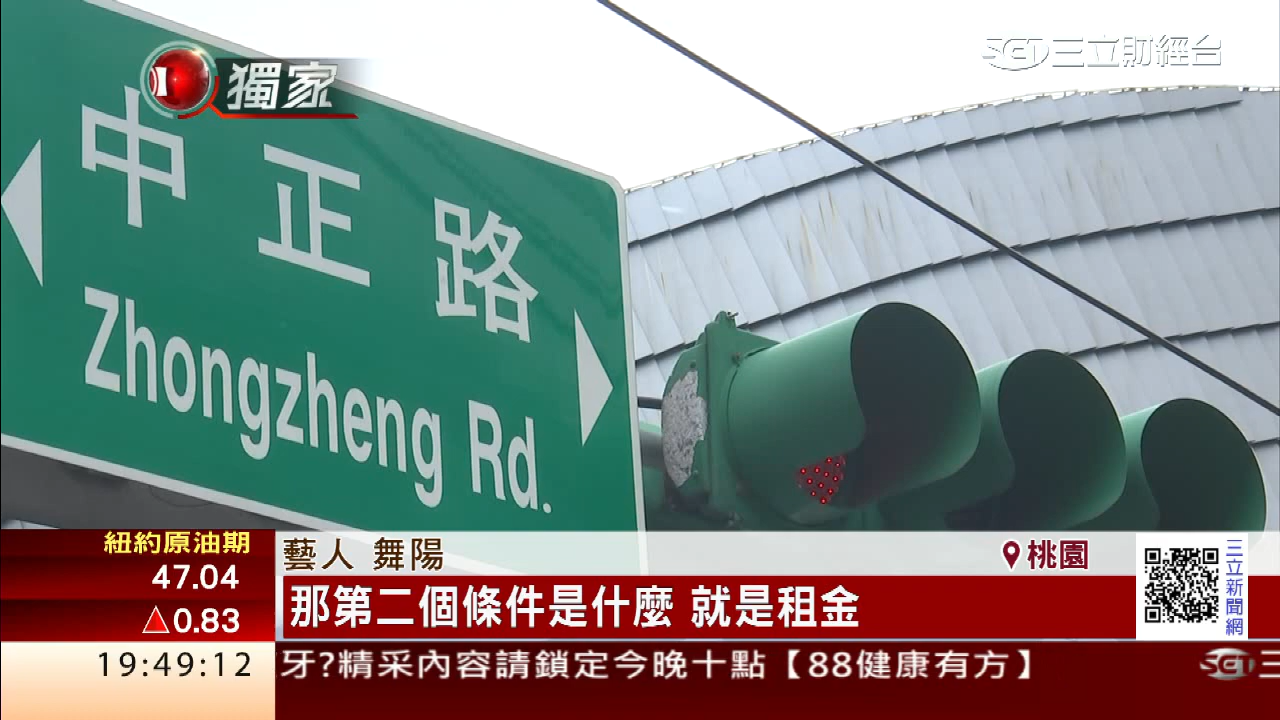 獨家
SET三立財經台
中正路
Zhongzheng Rd.
紐約原油期
47.04
△0.83
19:49:12
藝人 舞陽
桃園
那第二個條件是什麼 就是租金
三立新聞網
牙?精采內容請鎖定今晚十點【88健康有方】
SET三